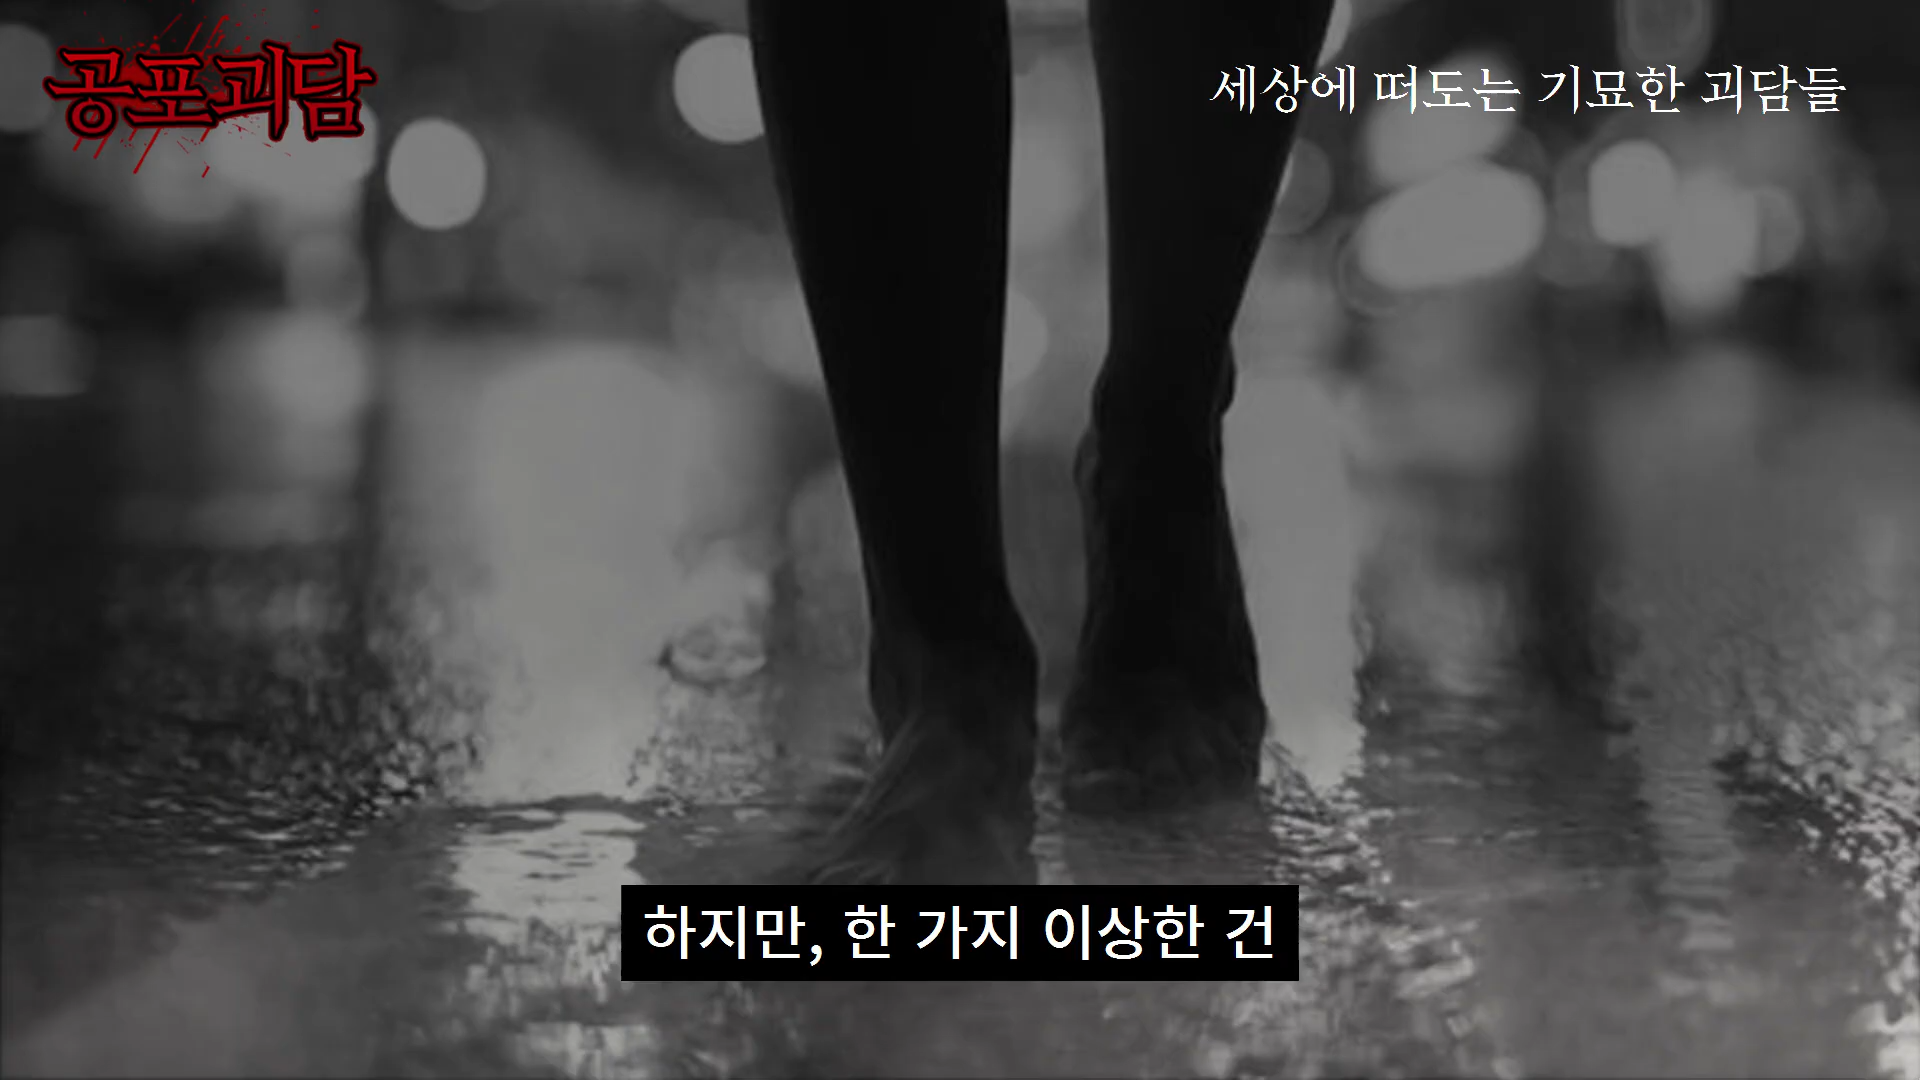 공포괴담
세상에 떠도는 기묘한 괴담들
하지만, 한 가지 이상한 건